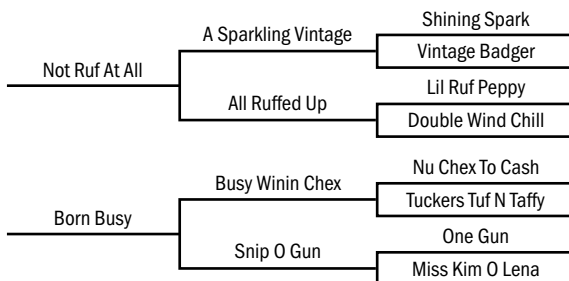 Shining Spark
A Sparkling Vintage
Vintage Badger
Not Ruf At All
Lil Ruf Peppy
All Ruffed Up
Double Wind Chill
Nu Chex To Cash
Busy Winin Chex
Tuckers Tuf N Taffy
Born Busy
One Gun
Snip O Gun
Miss Kim O Lena